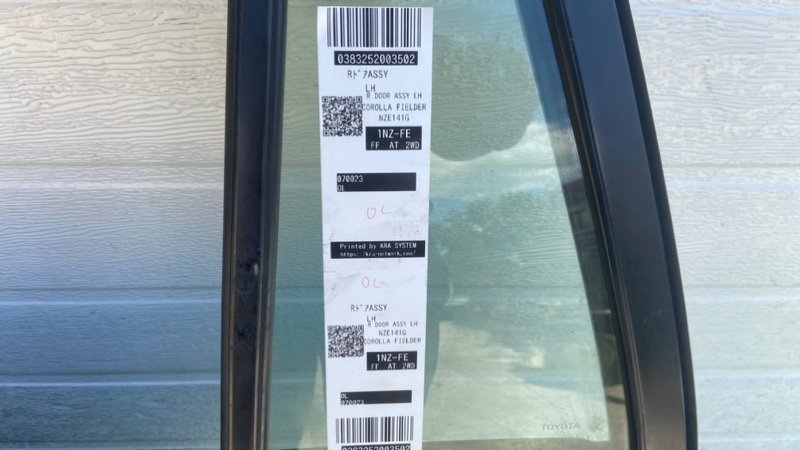 0383252003502
RﾄﾞｱASSY
LH
R DOOR ASSY LH
COROLLA FIELDER
NZE141G
1NZ-FE
FF AT 2WD
070023
OL
OL
Printed by KRA SYSTEM
https://kra-network.com/
OL
RﾄﾞｱASSY
LH
R DOOR ASSY LH
NZE141G
COROLLA FIELDER
1NZ-FE
FF AT 2WD
OL
070023
0383252003502
TOYOTA